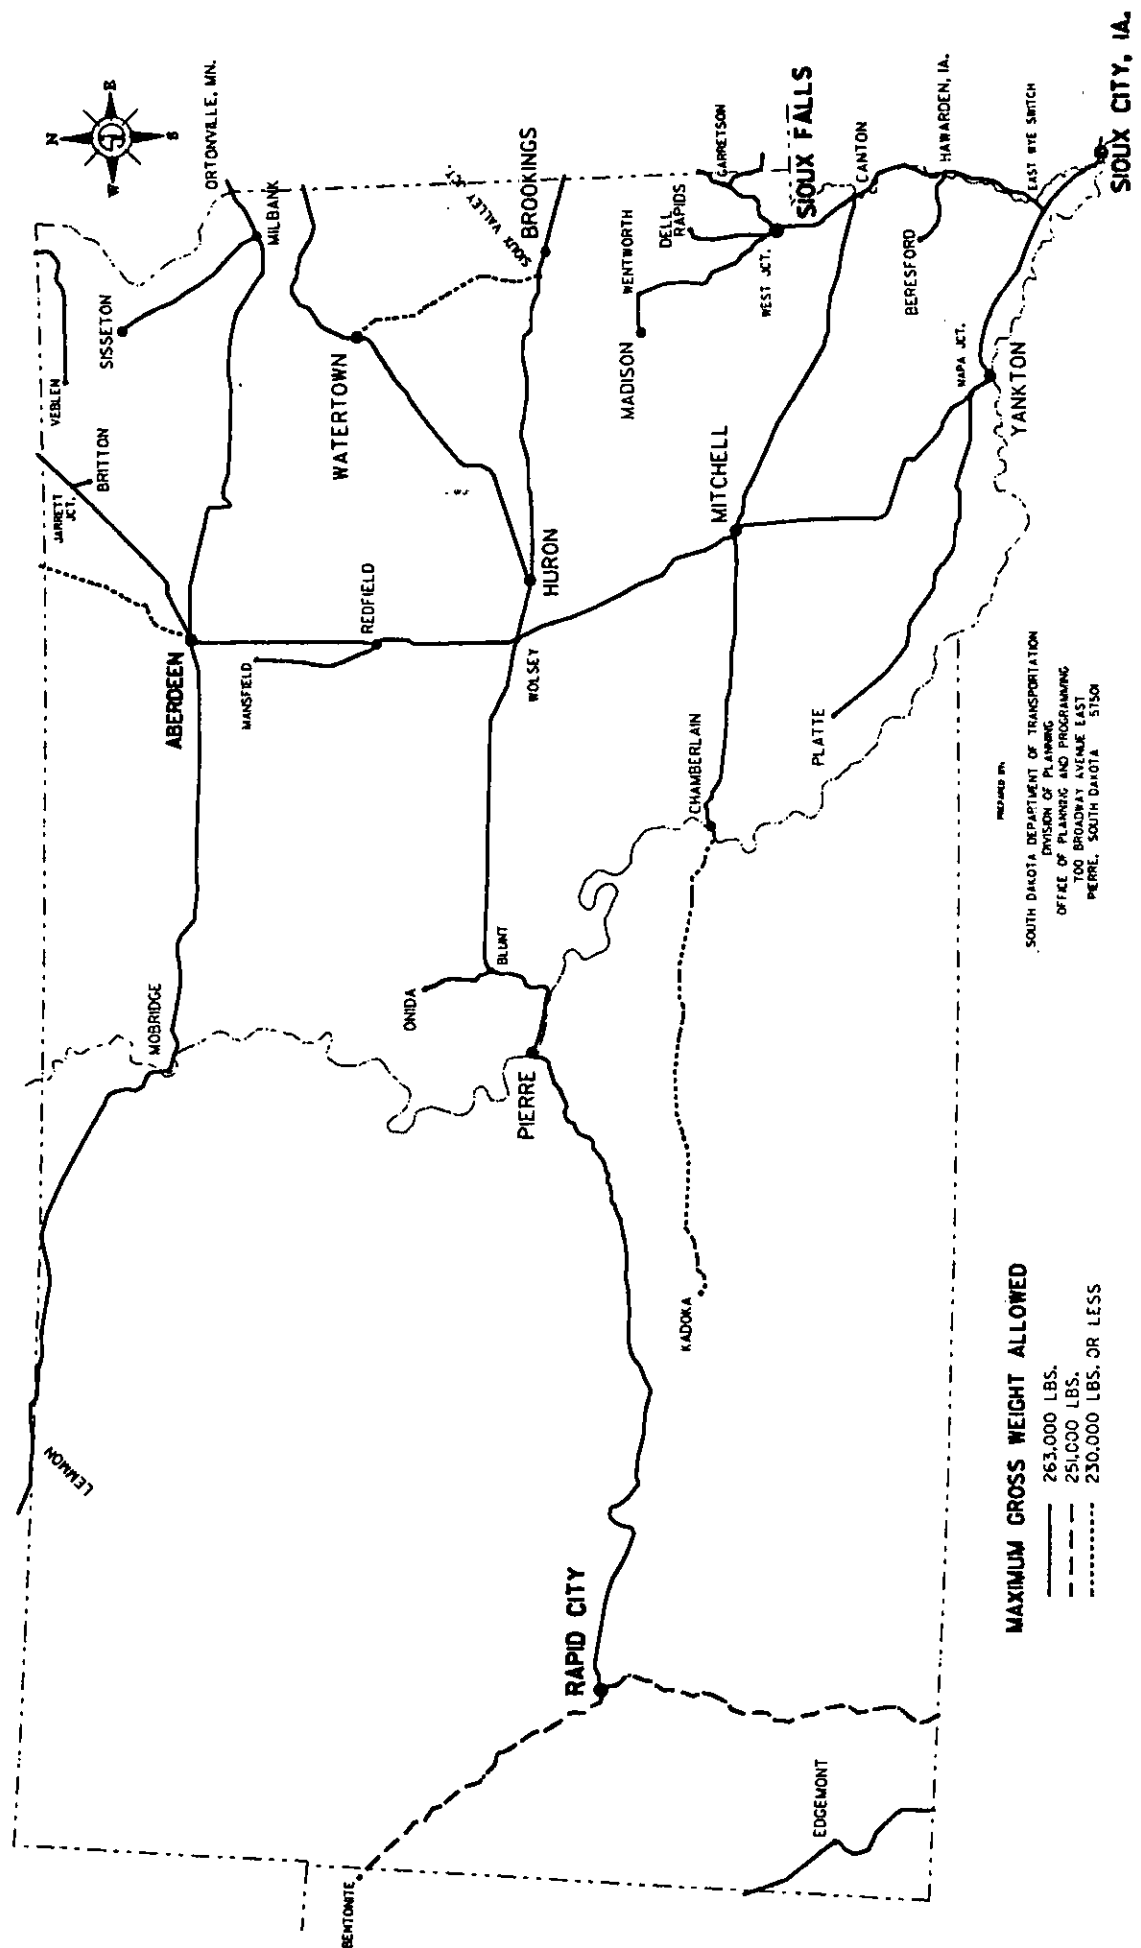 N
E
S
W
ORTONVILLE, MN.
MILBANK
SISSETON
VEBLEN
BRITTON
JARRETT
JCT.
WATERTOWN
SIOUX VALLEY JCT.
BROOKINGS
ABERDEEN
MANSFIELD
REDFIELD
WOLSEY
HURON
MOBRIDGE
LEMMON
ONIDA
BLUNT
PIERRE
GARRETSON
SIOUX FALLS
DELL
RAPIDS
WENTWORTH
MADISON
WEST JCT.
CANTON
HAWARDEN, IA.
BERESFORD
EAST WYE SWITCH
SIOUX CITY, IA.
MITCHELL
NAPA JCT.
YANKTON
CHAMBERLAIN
PLATTE
KADOKA
RAPID CITY
BENTONITE
EDGEMONT
MAXIMUM GROSS WEIGHT ALLOWED
263,000 LBS.
251,000 LBS.
230,000 LBS. OR LESS
PREPARED BY:
SOUTH DAKOTA DEPARTMENT OF TRANSPORTATION
DIVISION OF PLANNING
OFFICE OF PLANNING AND PROGRAMMING
700 BROADWAY AVENUE EAST
PIERRE, SOUTH DAKOTA 57501